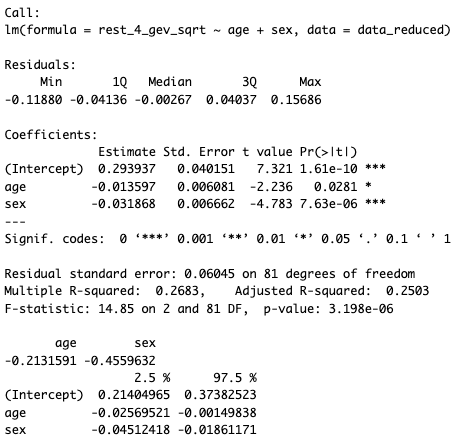 Call:
lm(formula = rest_4_gev_sqrt ~ age + sex, data = data_reduced)
Residuals:
Min 1Q Median 3Q Max
-0.11880 -0.04136 -0.00267 0.04037 0.15686
Coefficients:
Estimate Std. Error t value Pr(>|t|)
(Intercept) 0.293937 0.040151 7.321 1.61e-10 ***
age -0.013597 0.006081 -2.236 0.0281 *
sex -0.031868 0.006662 -4.783 7.63e-06 ***
---
Signif. codes: 0 ‘***’ 0.001 ‘**’ 0.01 ‘*’ 0.05 ‘.’ 0.1 ‘ ’ 1
Residual standard error: 0.06045 on 81 degrees of freedom
Multiple R-squared: 0.2683, Adjusted R-squared: 0.2503
F-statistic: 14.85 on 2 and 81 DF, p-value: 3.198e-06
age sex
-0.2131591 -0.4559632
2.5 % 97.5 %
(Intercept) 0.21404965 0.37382523
age -0.02569521 -0.00149838
sex -0.04512418 -0.01861171